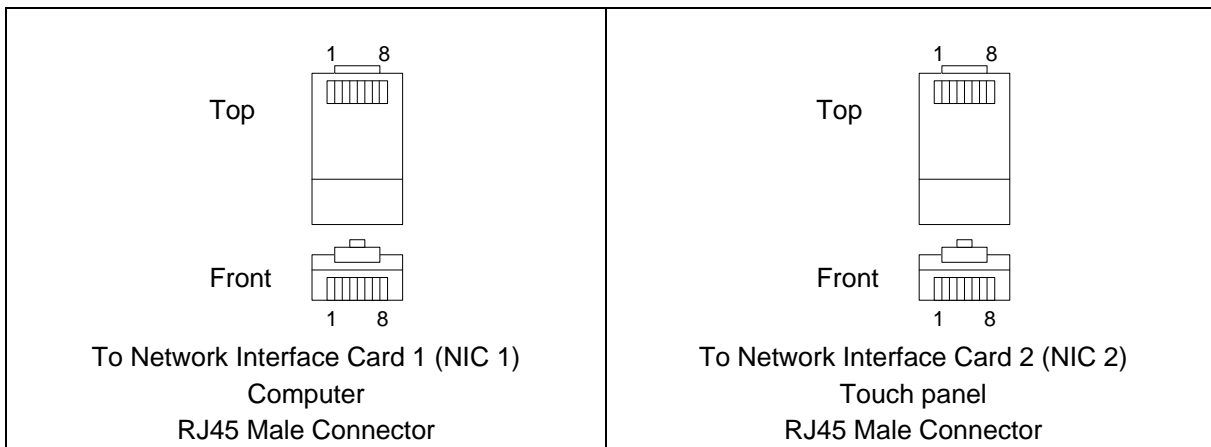 1 8
Top
Front
1 8
To Network Interface Card 1 (NIC 1)
Computer
RJ45 Male Connector
1 8
Top
Front
1 8
To Network Interface Card 2 (NIC 2)
Touch panel
RJ45 Male Connector